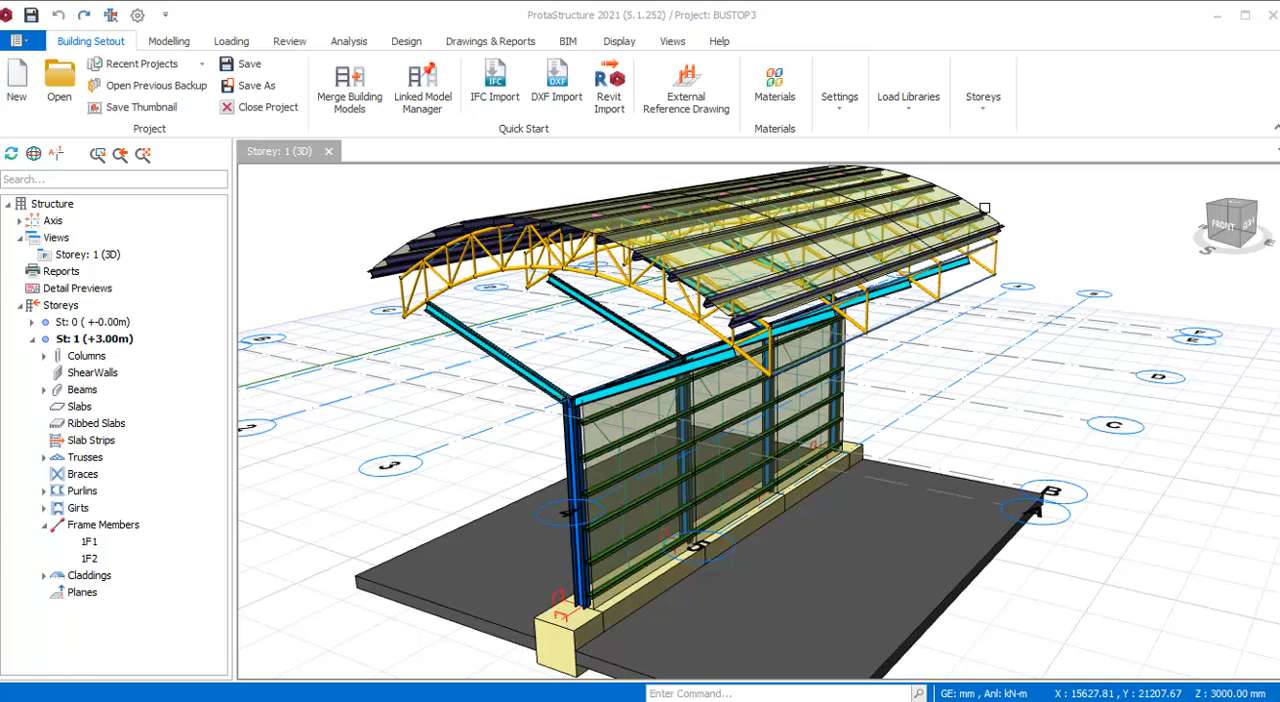 ProtaStructure 2021 (5.1.252) / Project: BUSTOP3
Building Setout Modelling Loading Review Analysis Design Drawings & Reports BIM Display Views Help
New
Open
Recent Projects
Open Previous Backup
Save Thumbnail
Save
Save As
Close Project
Project
Merge Building
Models
Linked Model
Manager
IFC
IFC Import
DXF
DXF Import
Revit
Import
Quick Start
External
Reference Drawing
Materials
Materials
Settings
Load Libraries
Storeys
Storey: 1 (3D)
Search...
Structure
Axis
Views
Storey: 1 (3D)
Reports
Detail Previews
Storeys
St: 0 ( +-0.00m)
St: 1 (+3.00m)
Columns
ShearWalls
Beams
Slabs
Ribbed Slabs
Slab Strips
Trusses
Braces
Purlins
Girts
Frame Members
1F1
1F2
Claddings
Planes
FRONT
S
E
F
E
D
C
B
A
3
5
Enter Command...
GE: mm , Anl: kN-m
X : 15627.81 , Y : 21207.67
Z : 3000.00 mm